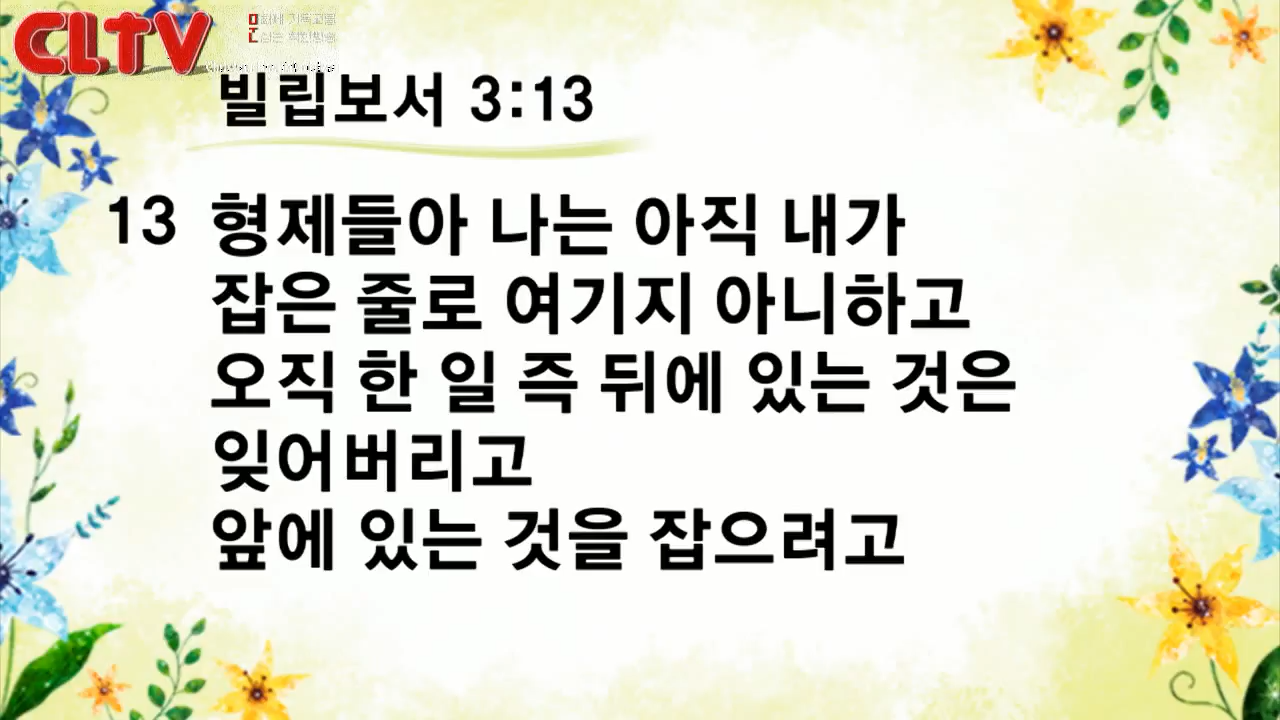 CLTV
빌립보서 3:13
13 형제들아 나는 아직 내가
잡은 줄로 여기지 아니하고
오직 한 일 즉 뒤에 있는 것은
잊어버리고
앞에 있는 것을 잡으려고